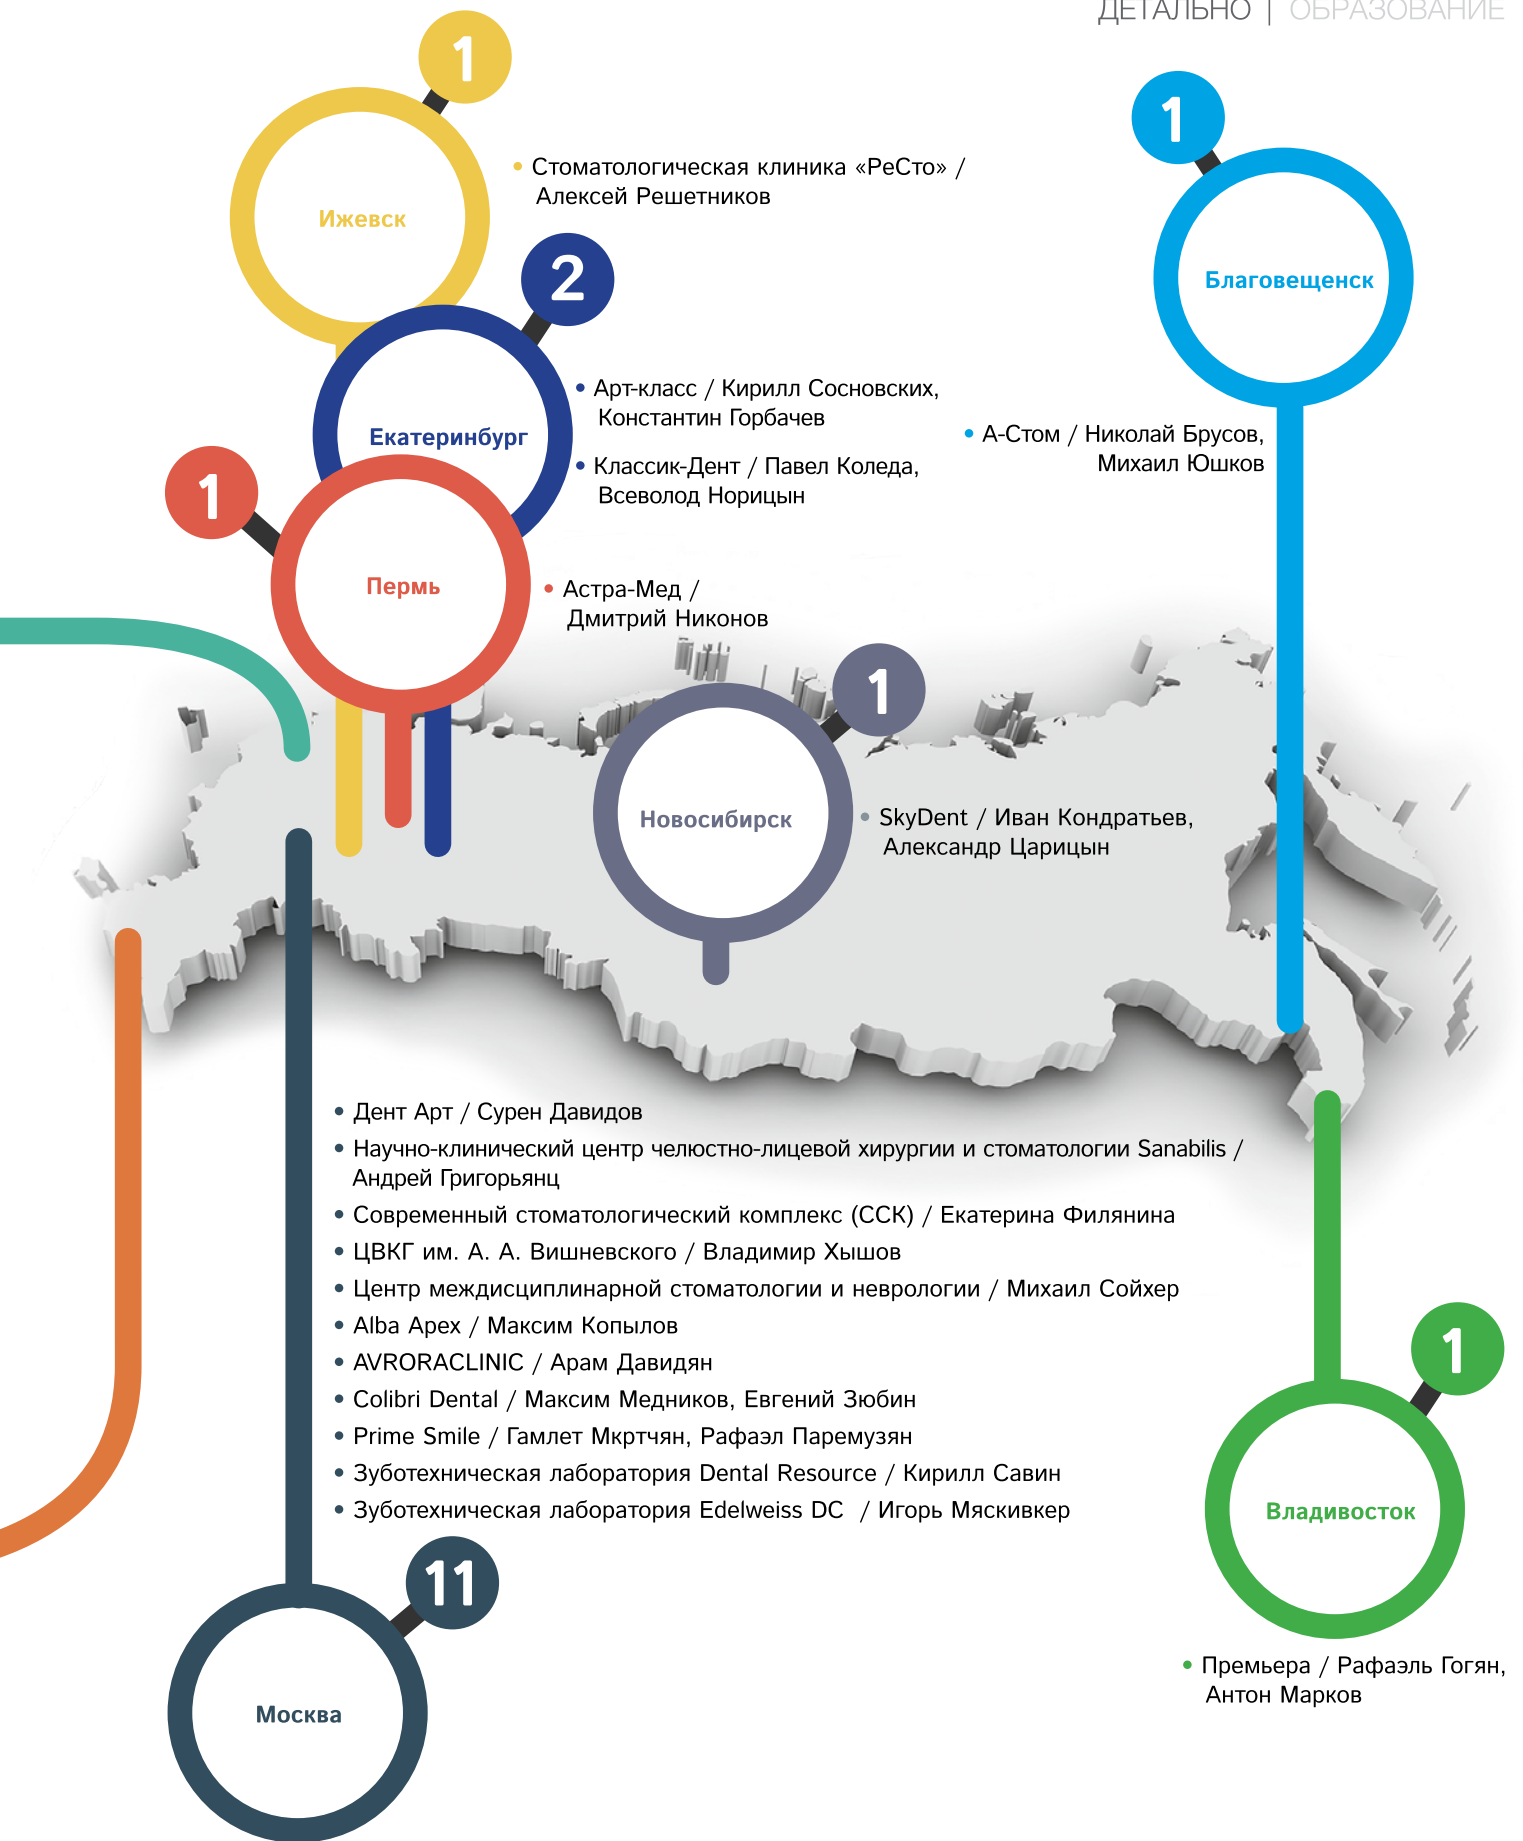 ДЕТАЛЬНО | ОБРАЗОВАНИЕ
1
Ижевск
• Стоматологическая клиника «РеСто» /
Алексей Решетников
2
Екатеринбург
• Арт-класс / Кирилл Сосновских,
Константин Горбачев
• Классик-Дент / Павел Коледа,
Всеволод Норицын
1
Пермь
• Астра-Мед /
Дмитрий Никонов
1
Благовещенск
• А-Стом / Николай Брусов,
Михаил Юшков
1
Новосибирск
• SkyDent / Иван Кондратьев,
Александр Царицын
• Дент Арт / Сурен Давидов
• Научно-клинический центр челюстно-лицевой хирургии и стоматологии Sanabilis /
Андрей Григорьянц
• Современный стоматологический комплекс (ССК) / Екатерина Филянина
• ЦВКГ им. А. А. Вишневского / Владимир Хышов
• Центр междисциплинарной стоматологии и неврологии / Михаил Сойхер
• Alba Apex / Максим Копылов
• AVRORACLINIC / Арам Давидян
• Colibri Dental / Максим Медников, Евгений Зюбин
• Prime Smile / Гамлет Мкртчян, Рафаэл Паремузян
• Зуботехническая лаборатория Dental Resource / Кирилл Савин
• Зуботехническая лаборатория Edelweiss DC / Игорь Мяскивкер
11
Москва
1
Владивосток
• Премьера / Рафаэль Гогян,
Антон Марков